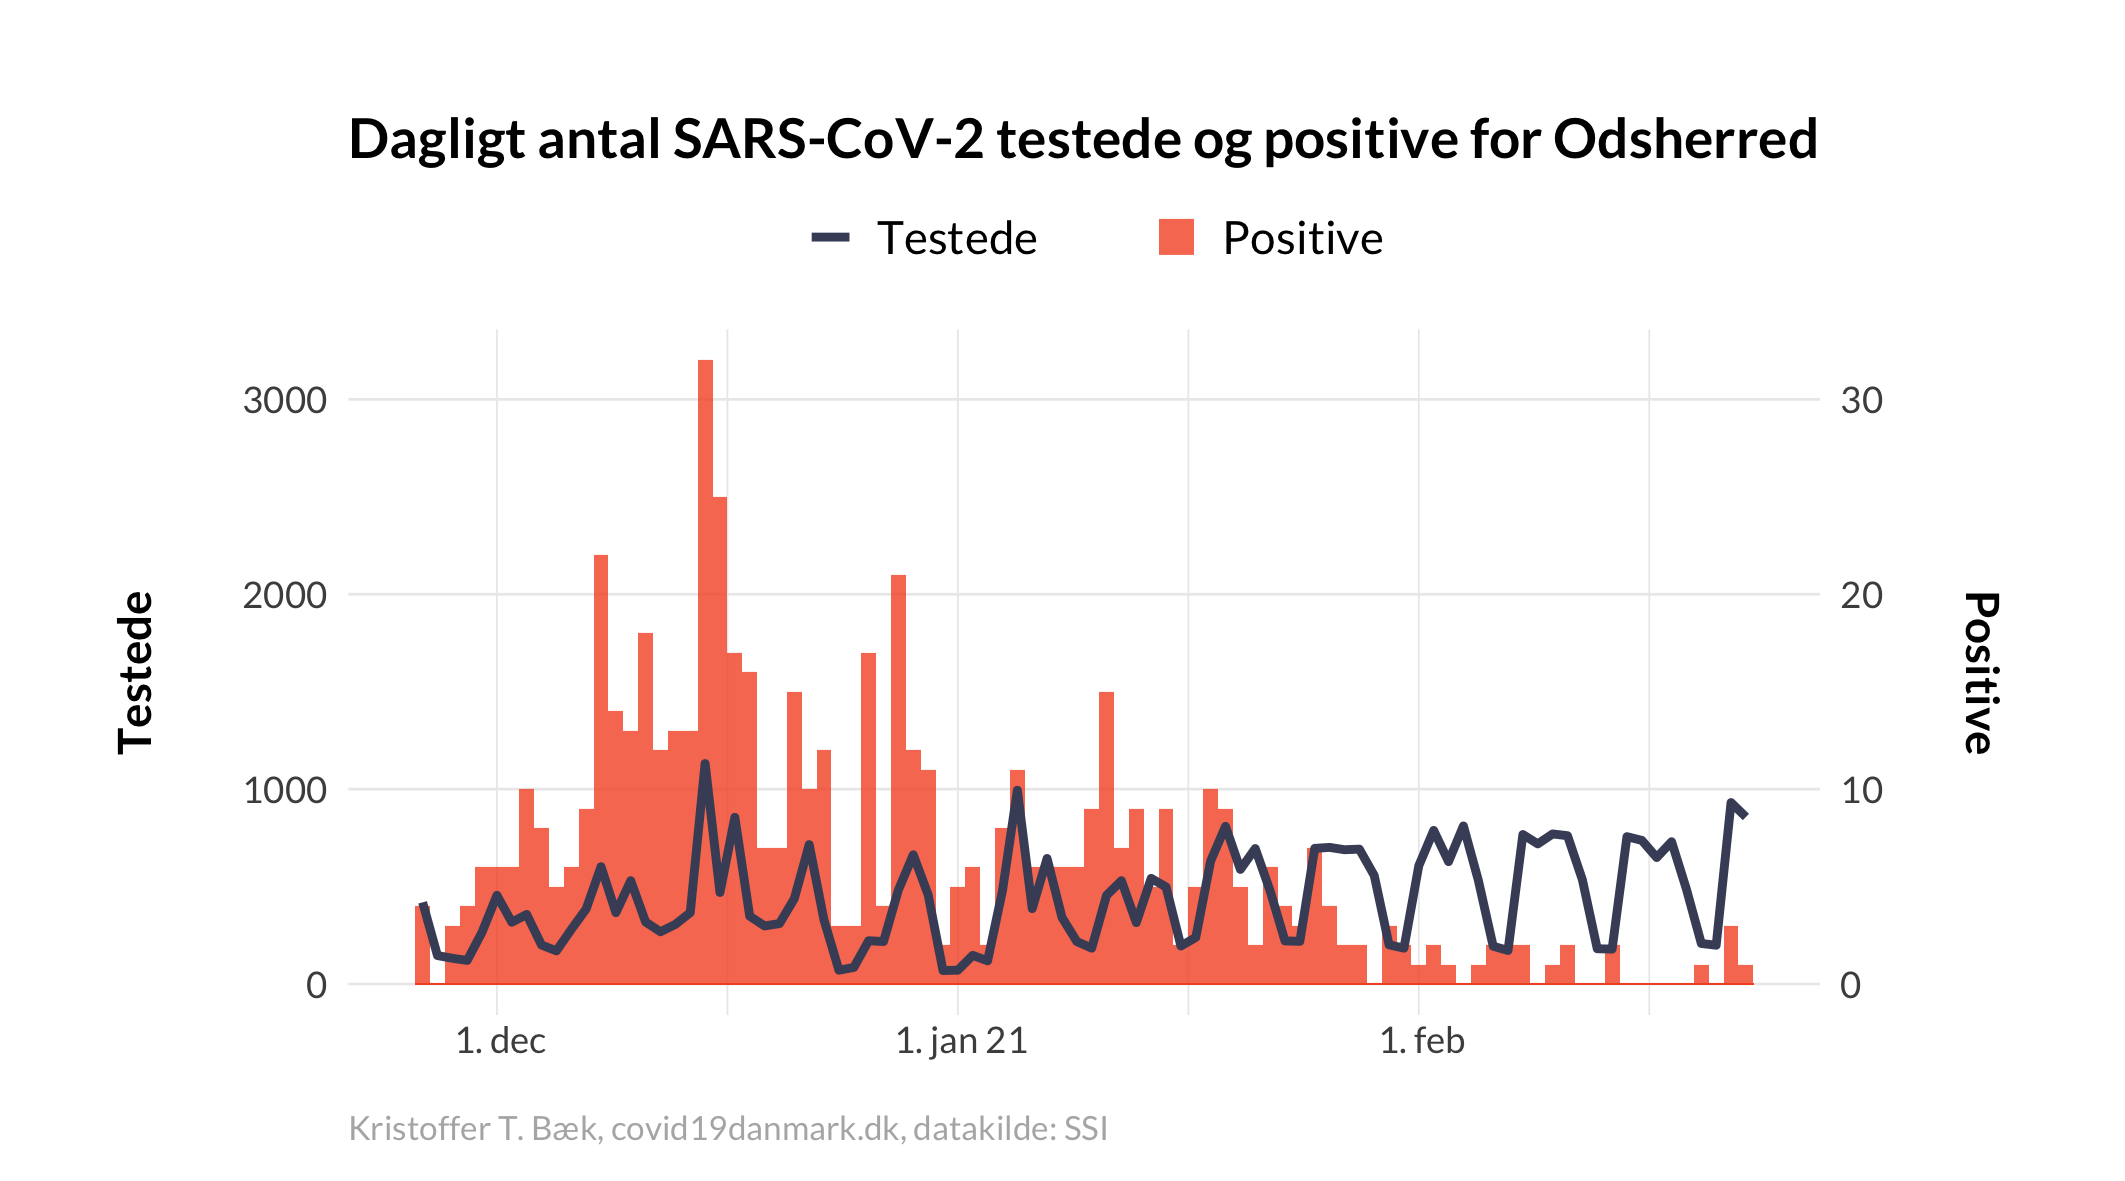 Dagligt antal SARS-CoV-2 testede og positive for Odsherred
Testede
Positive
3000
2000
1000
0
Testede
30
20
10
0
Positive
1. dec
1. jan 21
1. feb
Kristoffer T. Bæk, covid19danmark.dk, datakilde: SSI